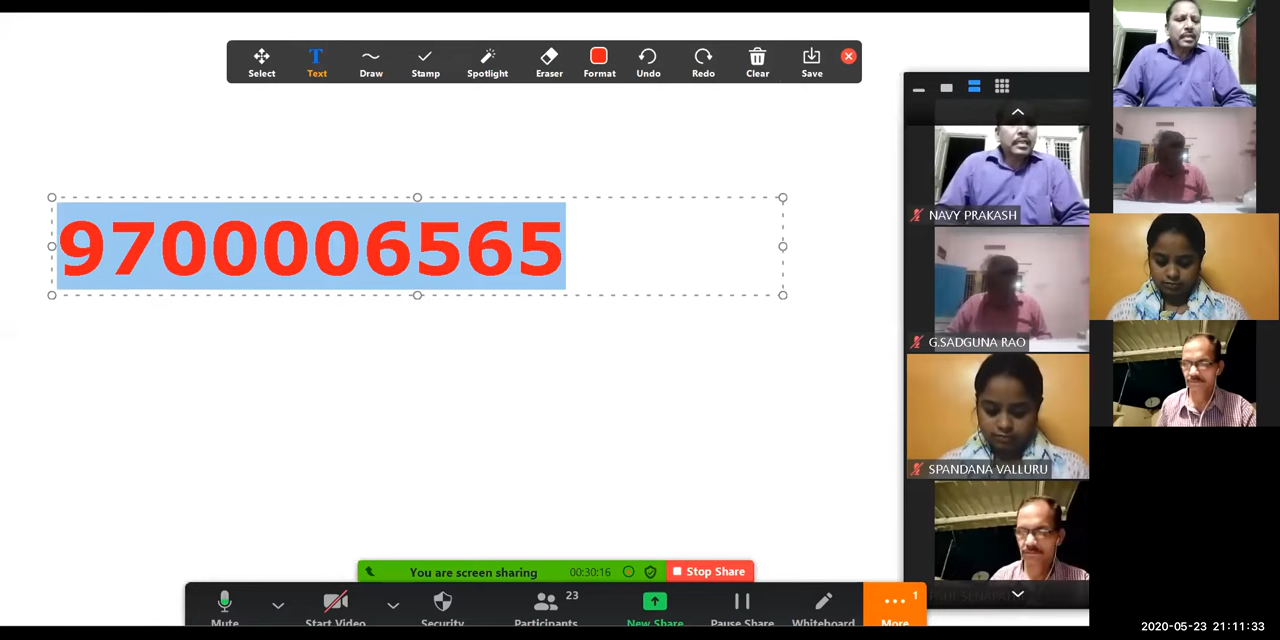 Select Text Draw Stamp Spotlight Eraser Format Undo Redo Clear Save
9700006565
NAVY PRAKASH
G.SADGUNA RAO
SPANDANA VALLURU
You are screen sharing 00:30:16 Stop Share
23 1
Mute Start Video Security Participants New Share Pause Share Whiteboard More
2020-05-23 21:11:33